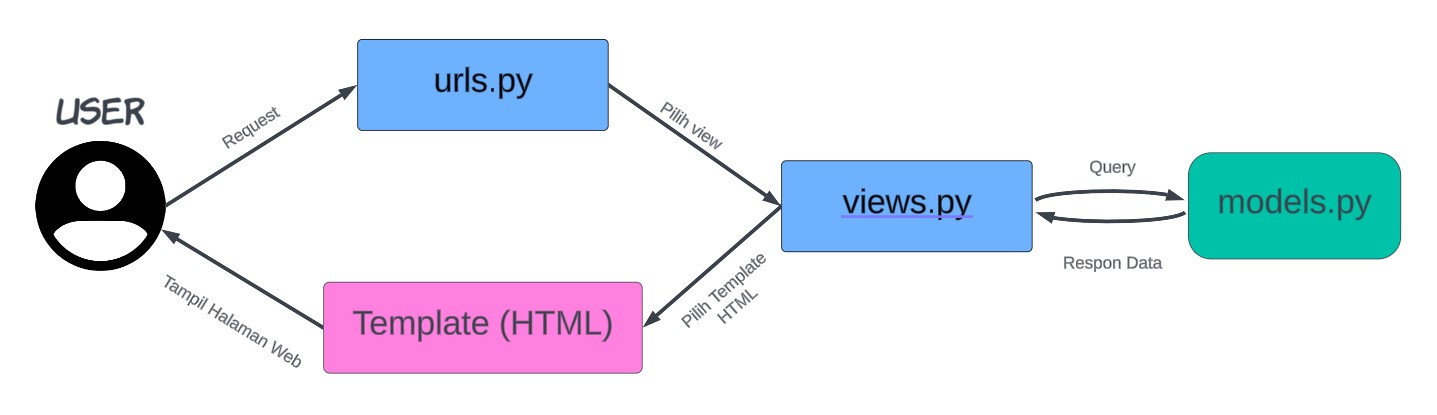 USER
Request
urls.py
Pilih view
views.py
Query
models.py
Respon Data
Pilih Template
HTML
Template (HTML)
Tampil Halaman Web